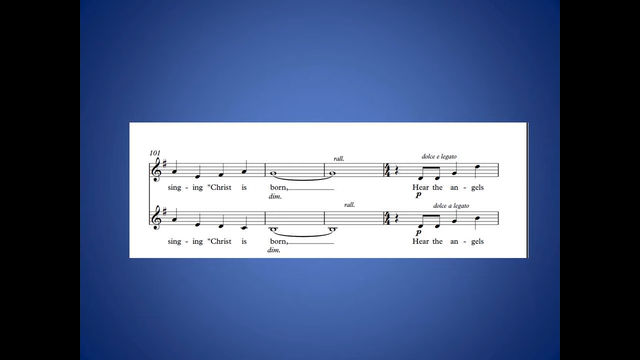 101
rall. dolce e legato
sing - ing "Christ is born, Hear the an - gels
dim. p
rall. dolce a legato
p
sing - ing "Christ is born, Hear the an - gels
dim.